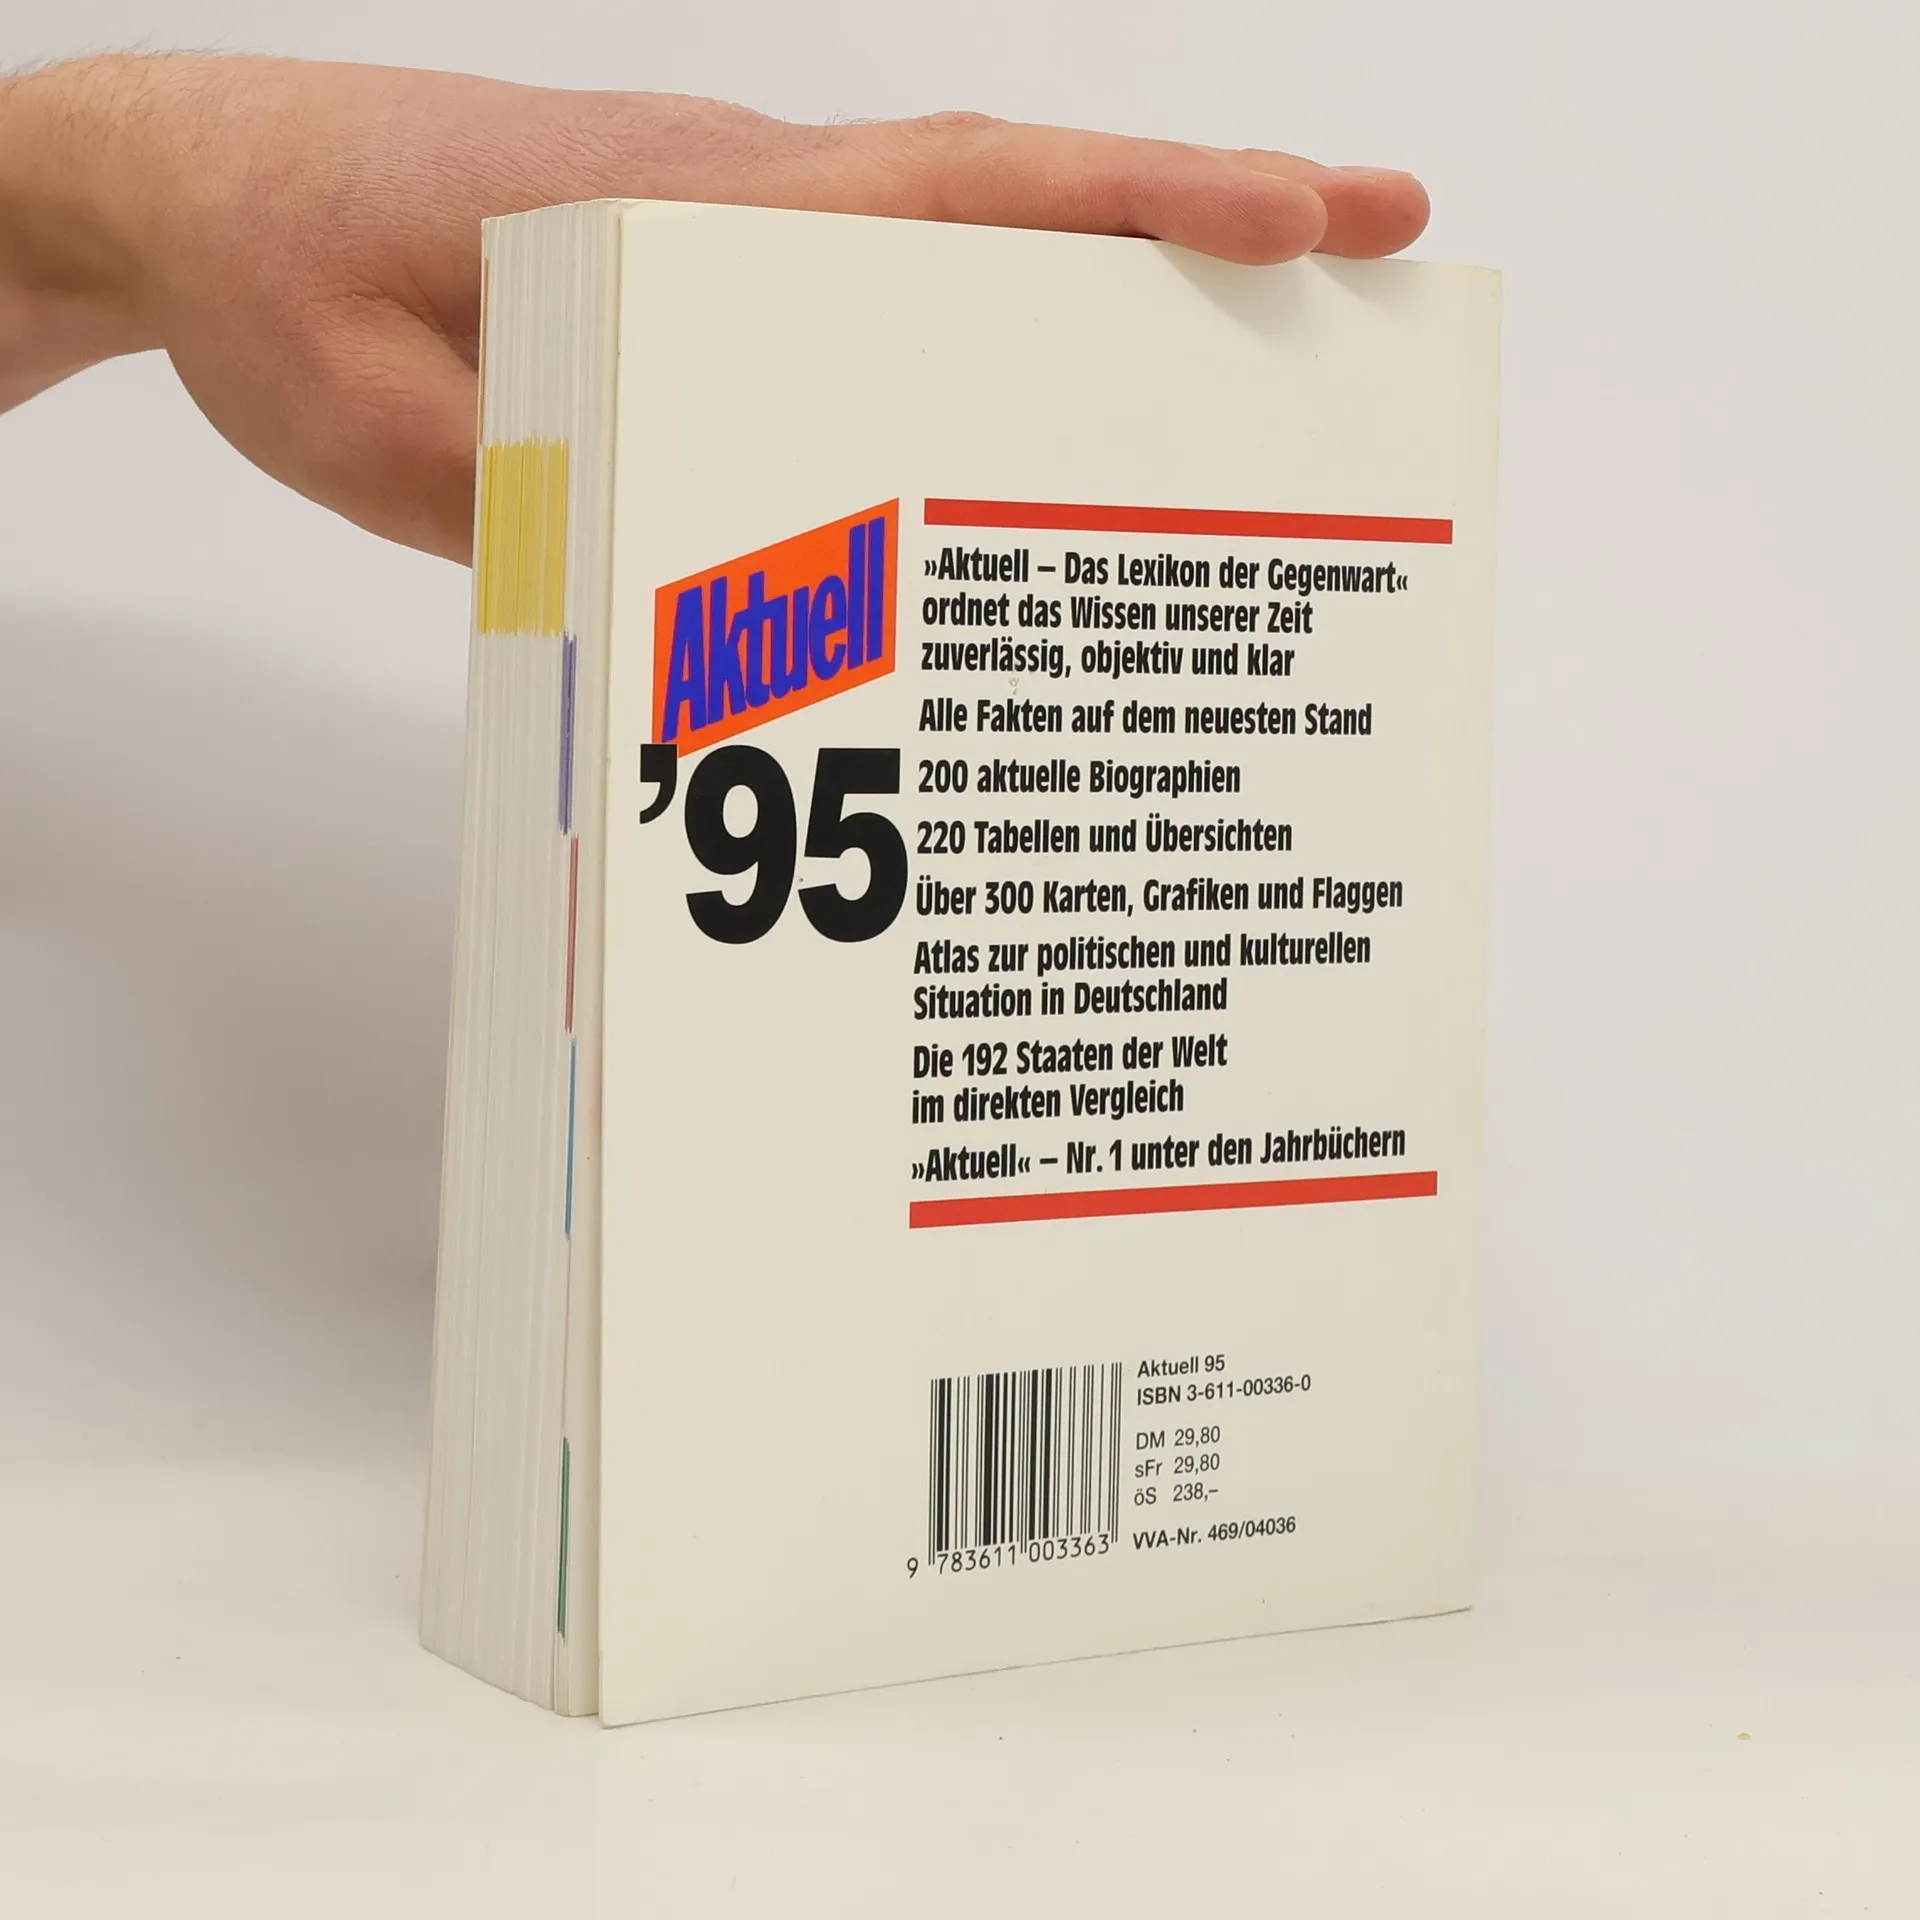 Aktuell
’95
»Aktuell – Das Lexikon der Gegenwart«
ordnet das Wissen unserer Zeit
zuverlässig, objektiv und klar
Alle Fakten auf dem neuesten Stand
200 aktuelle Biographien
220 Tabellen und Übersichten
Über 300 Karten, Grafiken und Flaggen
Atlas zur politischen und kulturellen
Situation in Deutschland
Die 192 Staaten der Welt
im direkten Vergleich
»Aktuell« – Nr. 1 unter den Jahrbüchern
Aktuell 95
ISBN 3-611-00336-0
DM 29,80
sFr 29,80
öS 238,–
VVA-Nr. 469/04036
9 783611 003363